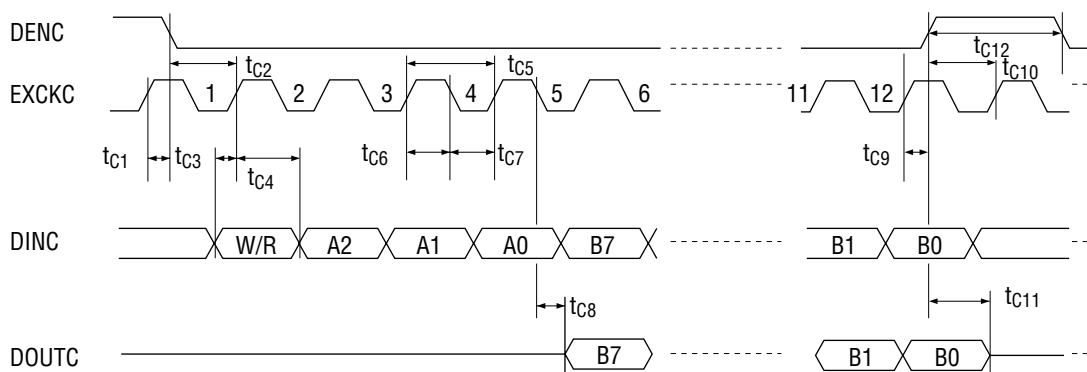 DENC
tC12
tC2 tC5 tC10
EXCKC 1 2 3 4 5 6 11 12
tC1 tC3 tC4 tC6 tC7 tC9
DINC W/R A2 A1 A0 B7 B1 B0
tC8 tC11
DOUTC B7 B1 B0